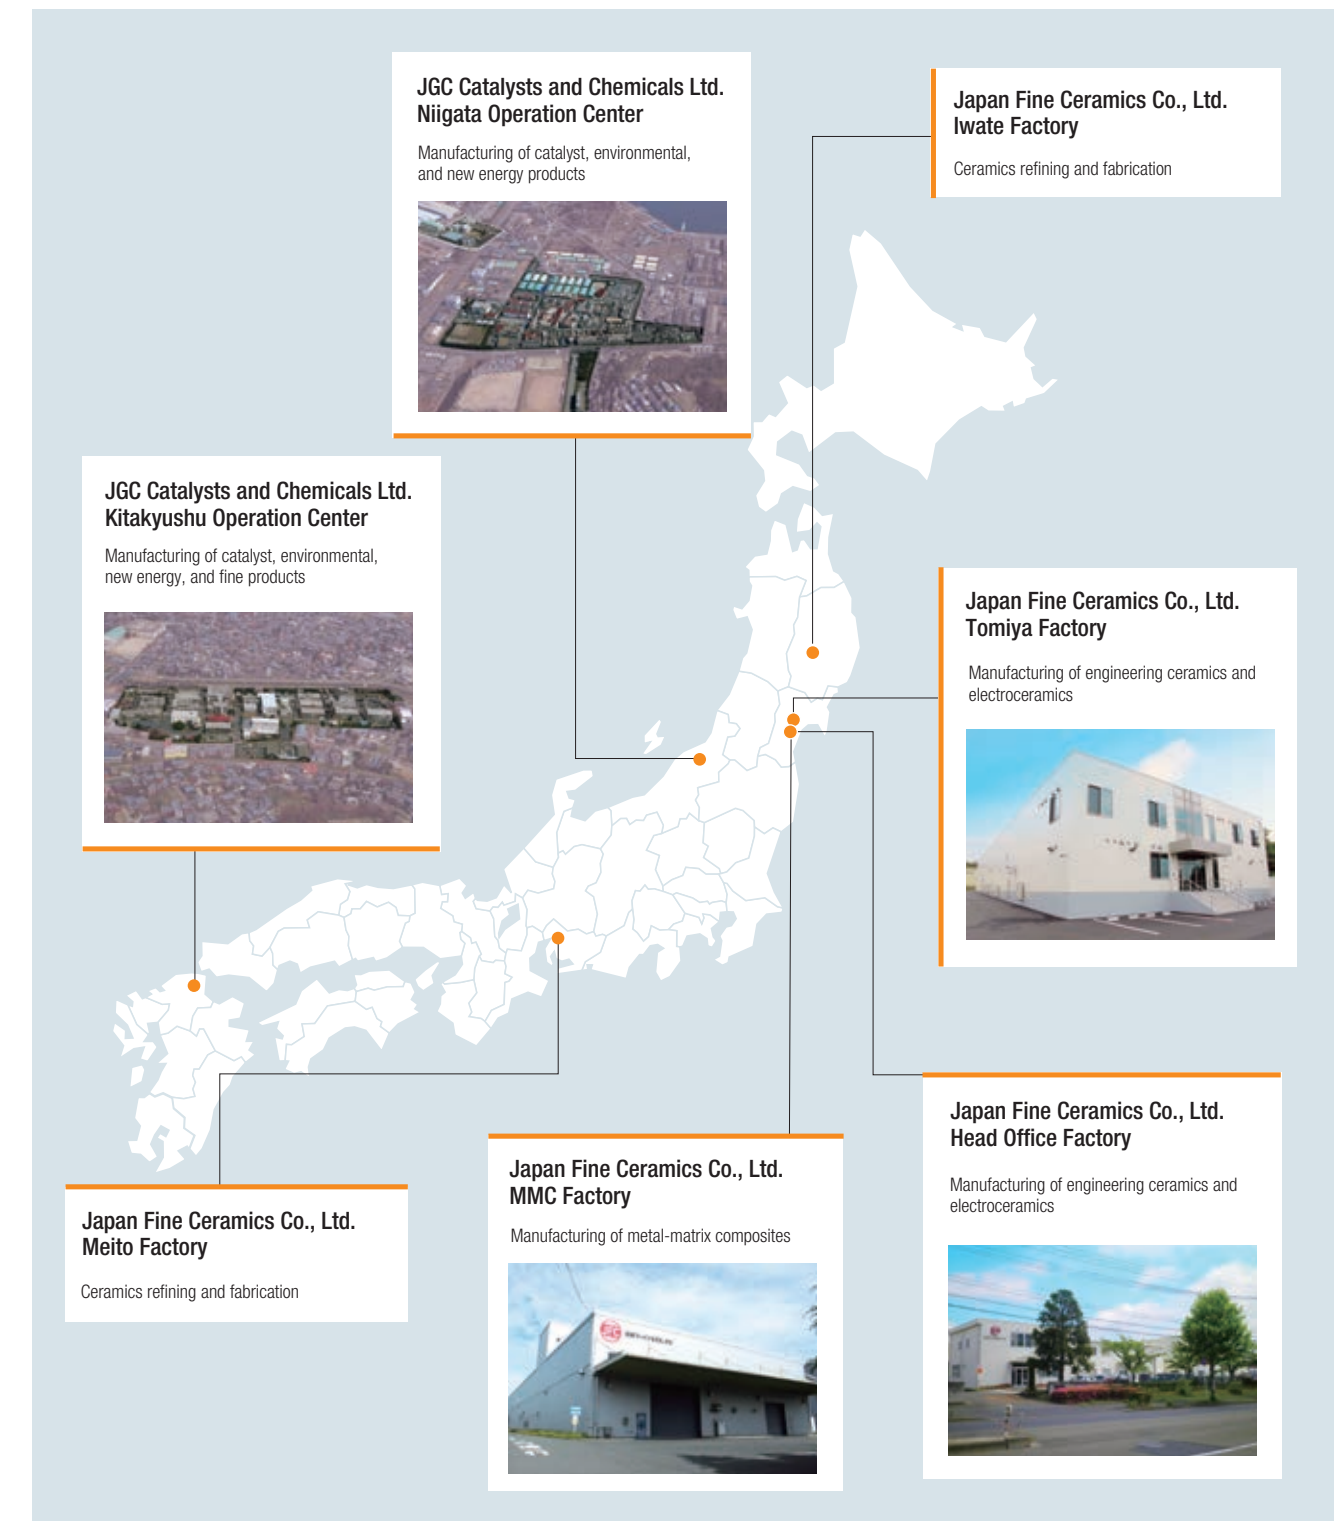 JGC Catalysts and Chemicals Ltd.
Niigata Operation Center
Manufacturing of catalyst, environmental,
and new energy products
Japan Fine Ceramics Co., Ltd.
Iwate Factory
Ceramics refining and fabrication
JGC Catalysts and Chemicals Ltd.
Kitakyushu Operation Center
Manufacturing of catalyst, environmental,
new energy, and fine products
Japan Fine Ceramics Co., Ltd.
Tomiya Factory
Manufacturing of engineering ceramics and
electroceramics
Japan Fine Ceramics Co., Ltd.
Head Office Factory
Manufacturing of engineering ceramics and
electroceramics
Japan Fine Ceramics Co., Ltd.
MMC Factory
Manufacturing of metal-matrix composites
JGC
Japan Fine Ceramics Co., Ltd.
Meito Factory
Ceramics refining and fabrication